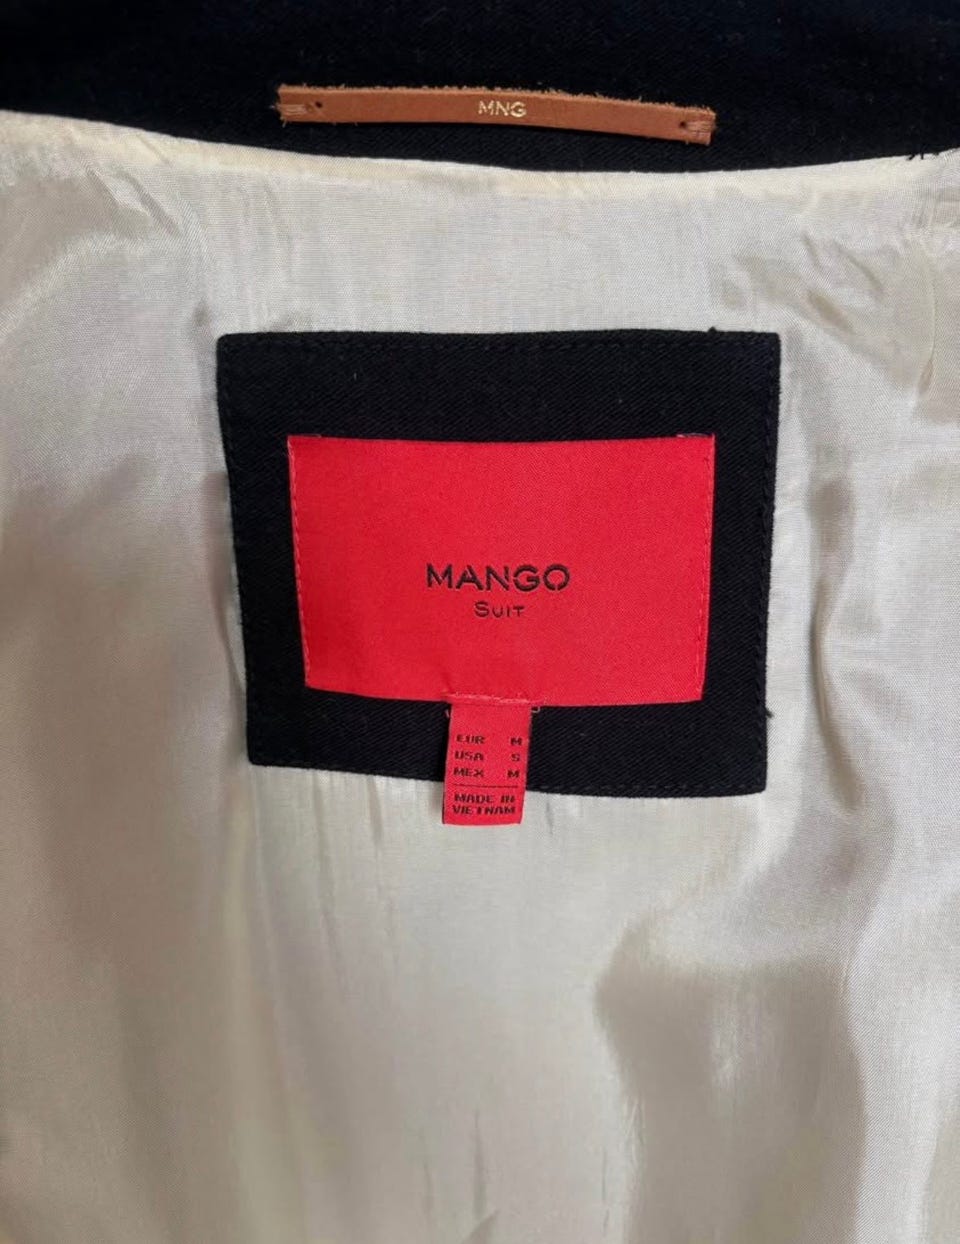 MNG
MANGO
SUIT
EUR M
USA S
MEX M
MADE IN
VIETNAM